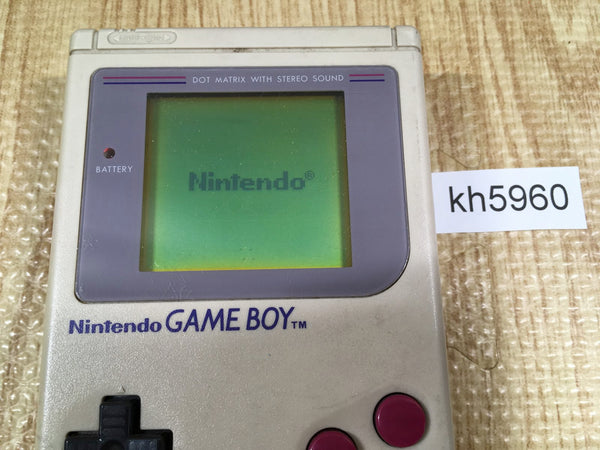 DOT MATRIX WITH STEREO SOUND
BATTERY
Nintendo®
kh5960
Nintendo GAME BOY™